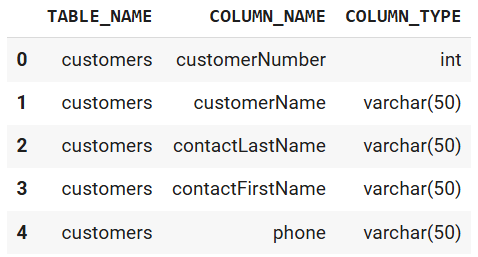 TABLE_NAME COLUMN_NAME COLUMN_TYPE
0 customers customerNumber int
1 customers customerName varchar(50)
2 customers contactLastName varchar(50)
3 customers contactFirstName varchar(50)
4 customers phone varchar(50)